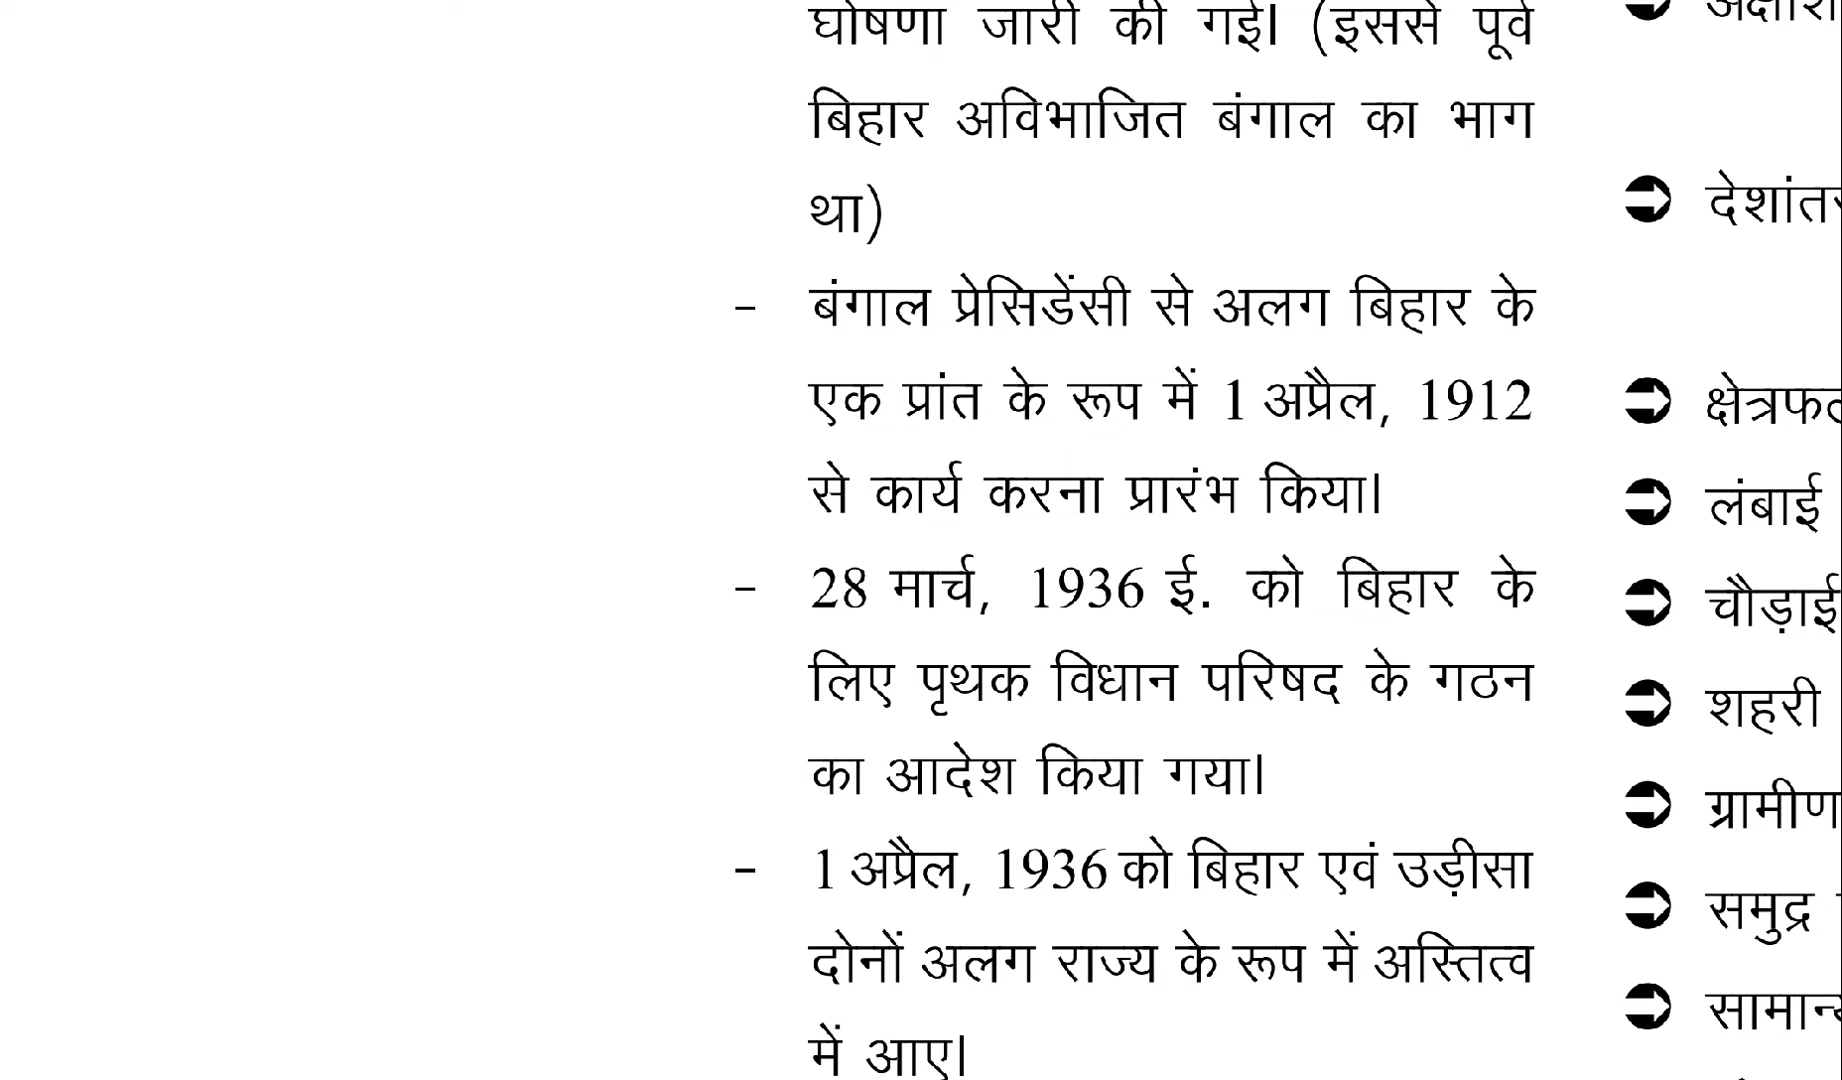 घोषणा जारी की गई। (इससे पूर्व
बिहार अविभाजित बंगाल का भाग
था)
- बंगाल प्रेसिडेंसी से अलग बिहार के
एक प्रांत के रूप में 1 अप्रैल, 1912
से कार्य करना प्रारंभ किया।
- 28 मार्च, 1936 ई. को बिहार के
लिए पृथक विधान परिषद के गठन
का आदेश किया गया।
- 1 अप्रैल, 1936 को बिहार एवं उड़ीसा
दोनों अलग राज्य के रूप में अस्तित्व
में आए।
➲ लंबाई
➲ चौड़ाई
➲ शहरी
➲ ग्रामीण
➲ समुद्र